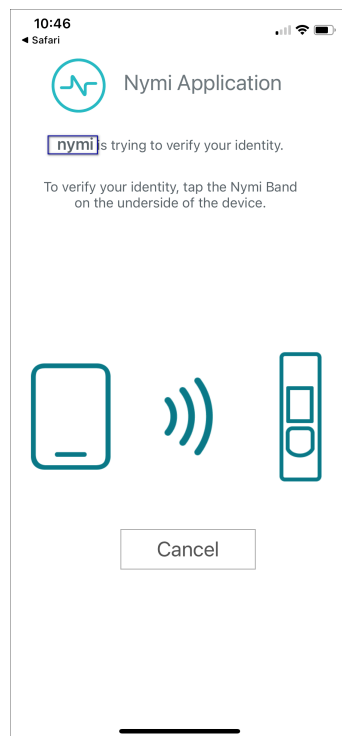 10:46
◀ Safari
Nymi Application
nymi is trying to verify your identity.
To verify your identity, tap the Nymi Band
on the underside of the device.
Cancel